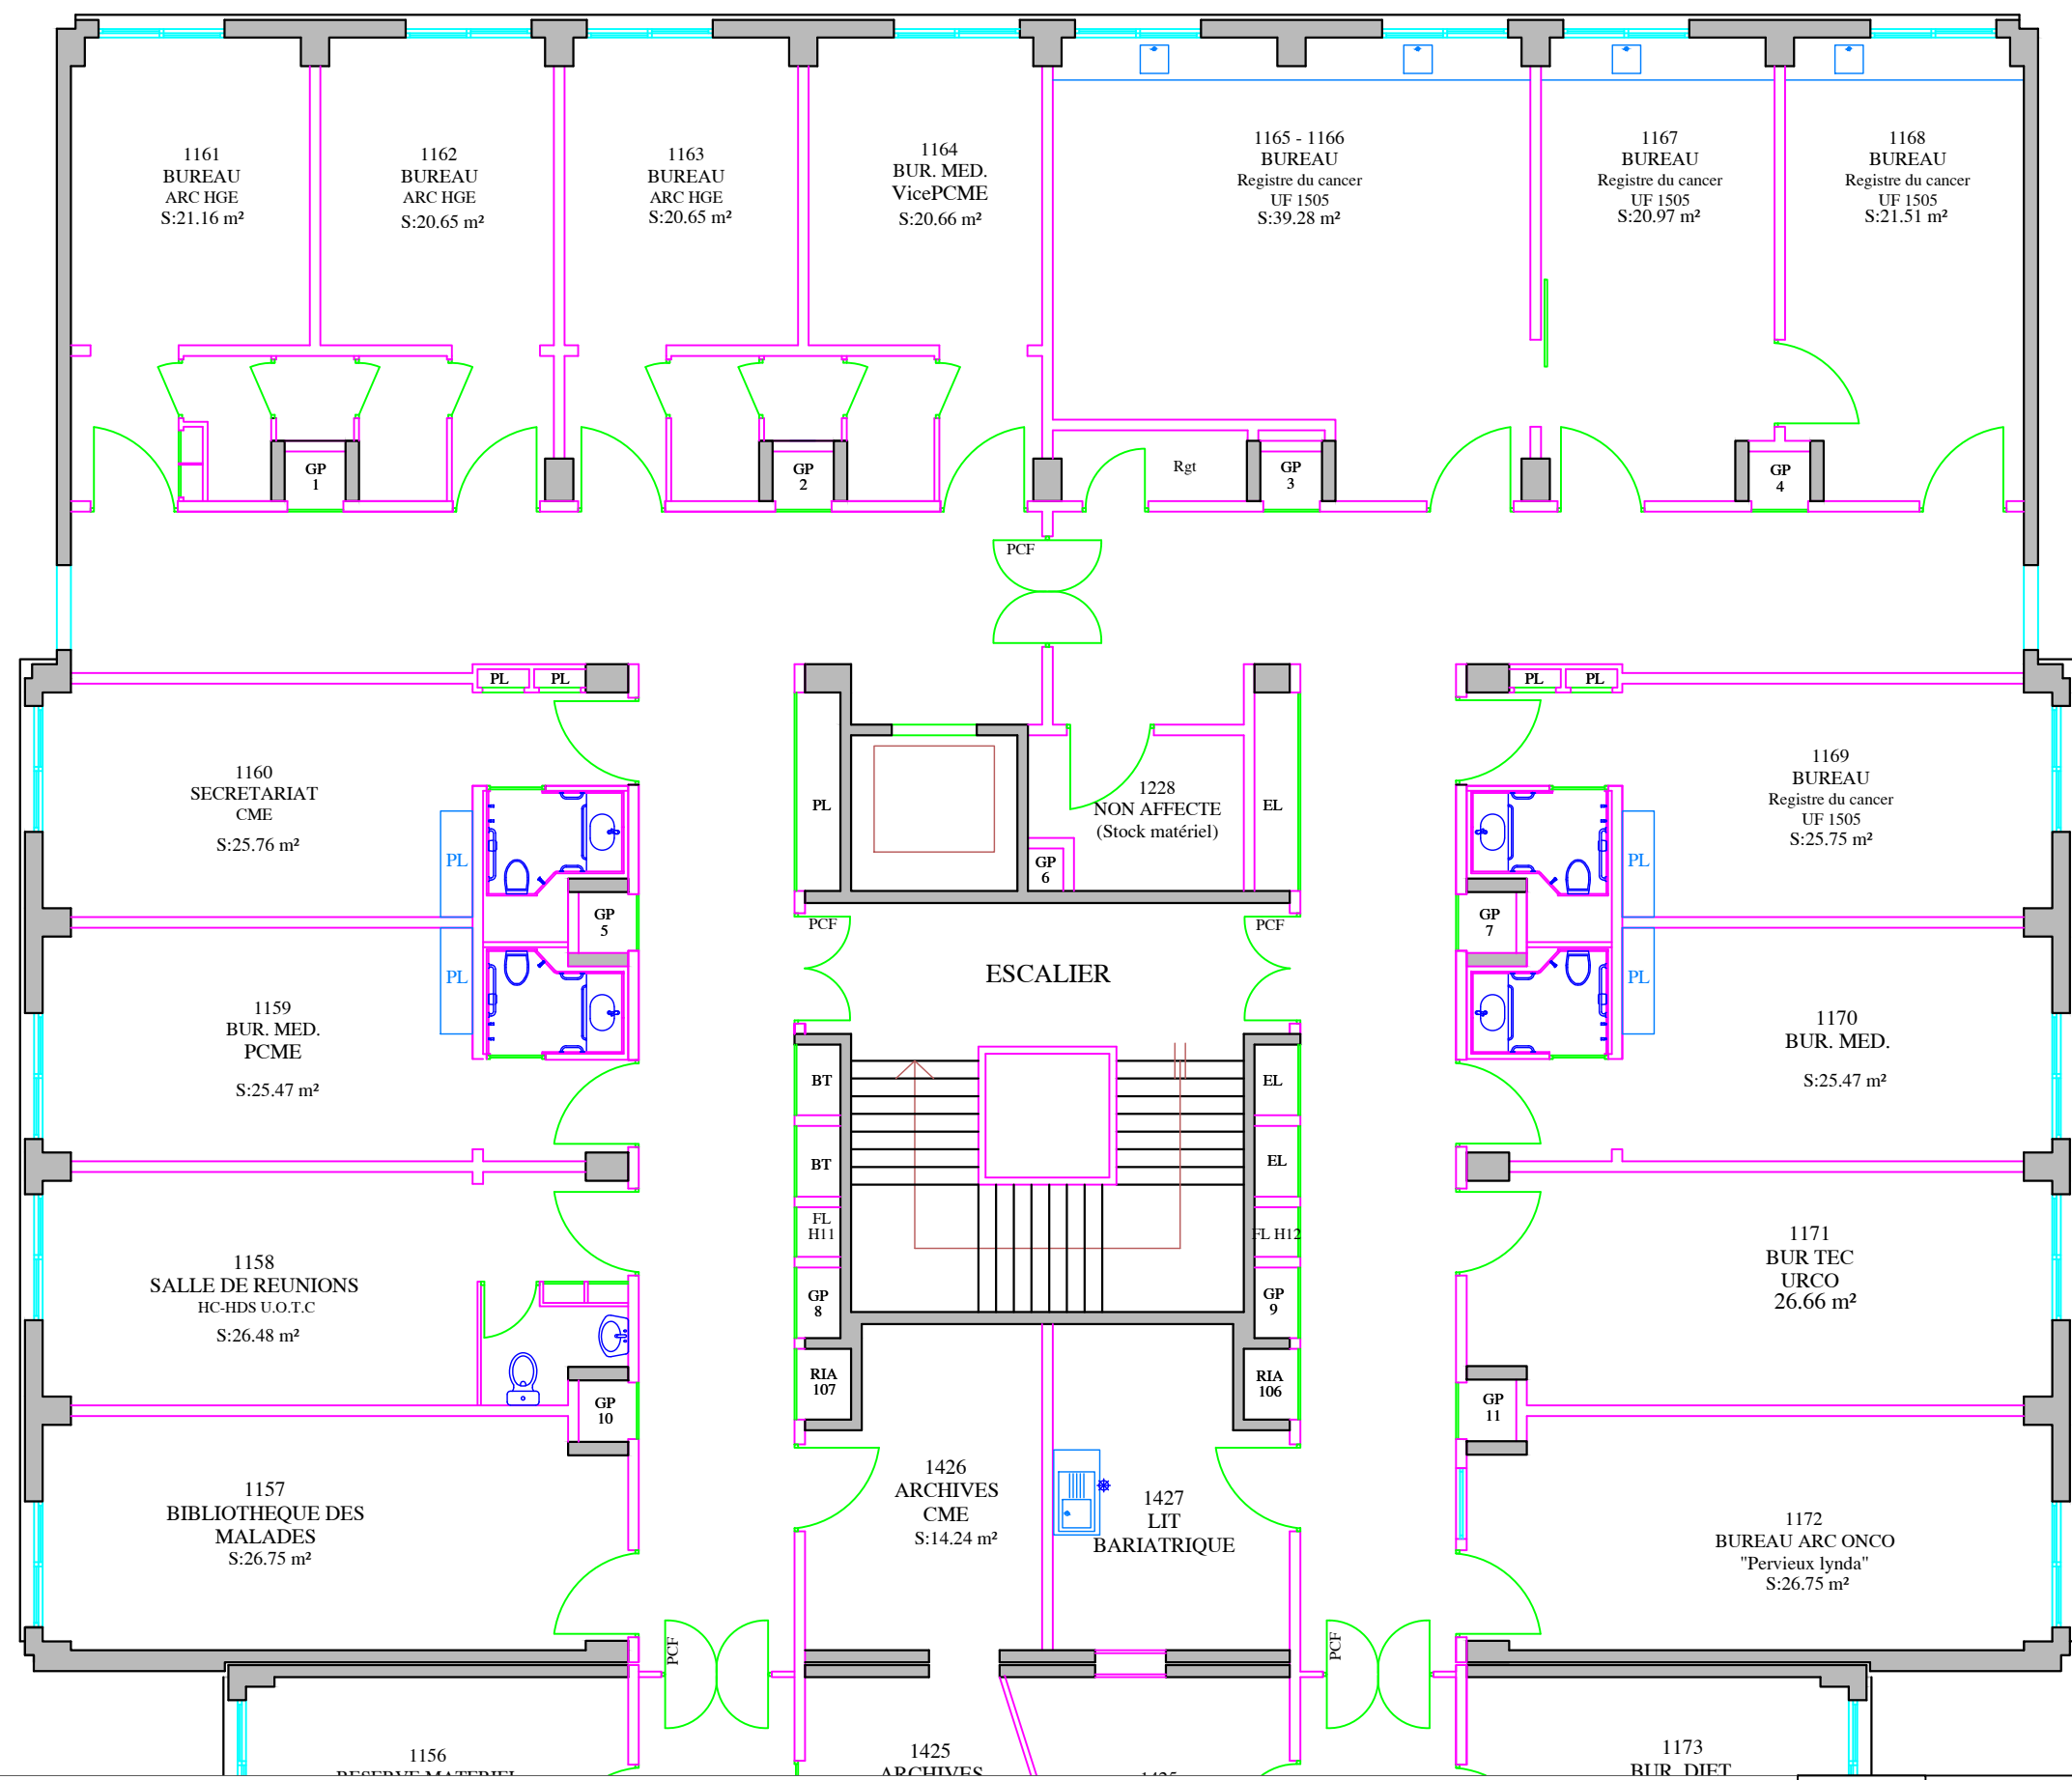 1161
BUREAU
ARC HGE
S:21.16 m²
1162
BUREAU
ARC HGE
S:20.65 m²
1163
BUREAU
ARC HGE
S:20.65 m²
1164
BUR. MED.
VicePCME
S:20.66 m²
1165 - 1166
BUREAU
Registre du cancer
UF 1505
S:39.28 m²
1167
BUREAU
Registre du cancer
UF 1505
S:20.97 m²
1168
BUREAU
Registre du cancer
UF 1505
S:21.51 m²
GP
1
GP
2
Rgt
GP
3
GP
4
PCF
PL
PL
PL
PL
1160
SECRETARIAT
CME
S:25.76 m²
PL
GP
5
PL
1228
NON AFFECTE
(Stock matériel)
GP
6
EL
1169
BUREAU
Registre du cancer
UF 1505
S:25.75 m²
PL
GP
7
PCF
PCF
ESCALIER
PL
PL
1159
BUR. MED.
PCME
S:25.47 m²
1170
BUR. MED.
S:25.47 m²
BT
BT
FL
H11
GP
8
RIA
107
EL
EL
FL H12
GP
9
RIA
106
1158
SALLE DE REUNIONS
HC-HDS U.O.T.C
S:26.48 m²
GP
10
1171
BUR TEC
URCO
26.66 m²
GP
11
1157
BIBLIOTHEQUE DES
MALADES
S:26.75 m²
1426
ARCHIVES
CME
S:14.24 m²
1427
LIT
BARIATRIQUE
1172
BUREAU ARC ONCO
"Pervieux lynda"
S:26.75 m²
PCF
PCF
1156
RESERVE MATERIEL
1425
ARCHIVES
1173
BUR. DIET